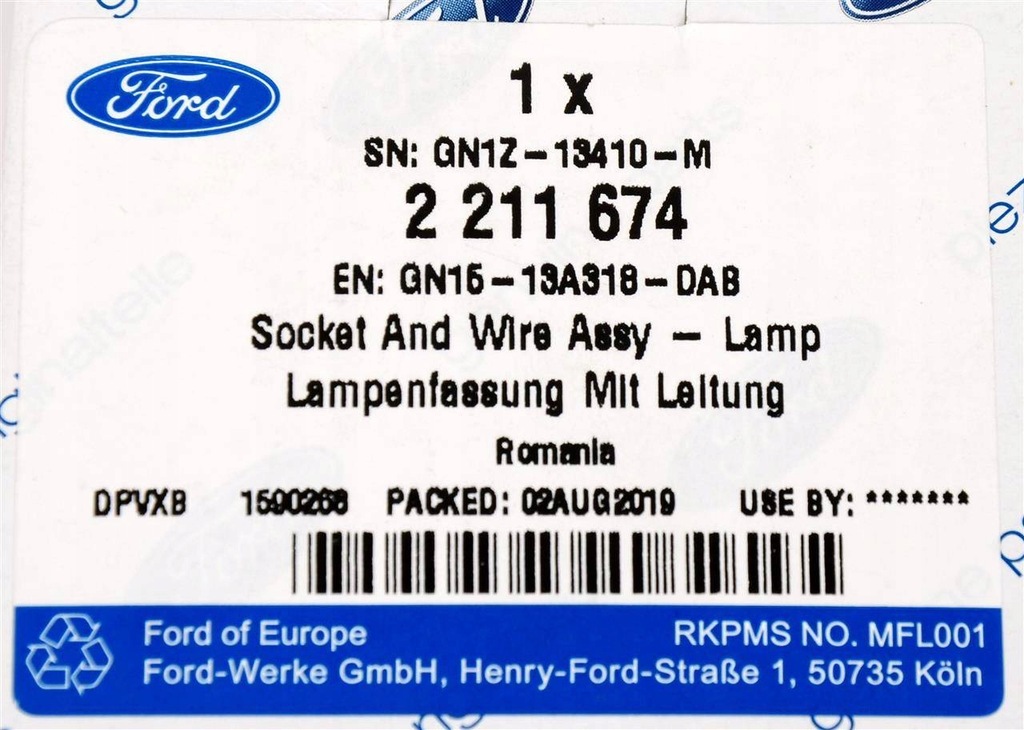 Ford
1 x
SN: GN1Z-13410-M
2 211 674
EN: GN15-13A318-DAB
Socket And Wire Assy - Lamp
Lampenfassung Mit Leitung
Romania
DPVXB 1590268 PACKED: 02AUG2019 USE BY: *******
Ford of Europe RKPMS NO. MFL001
Ford-Werke GmbH, Henry-Ford-Straße 1, 50735 Köln